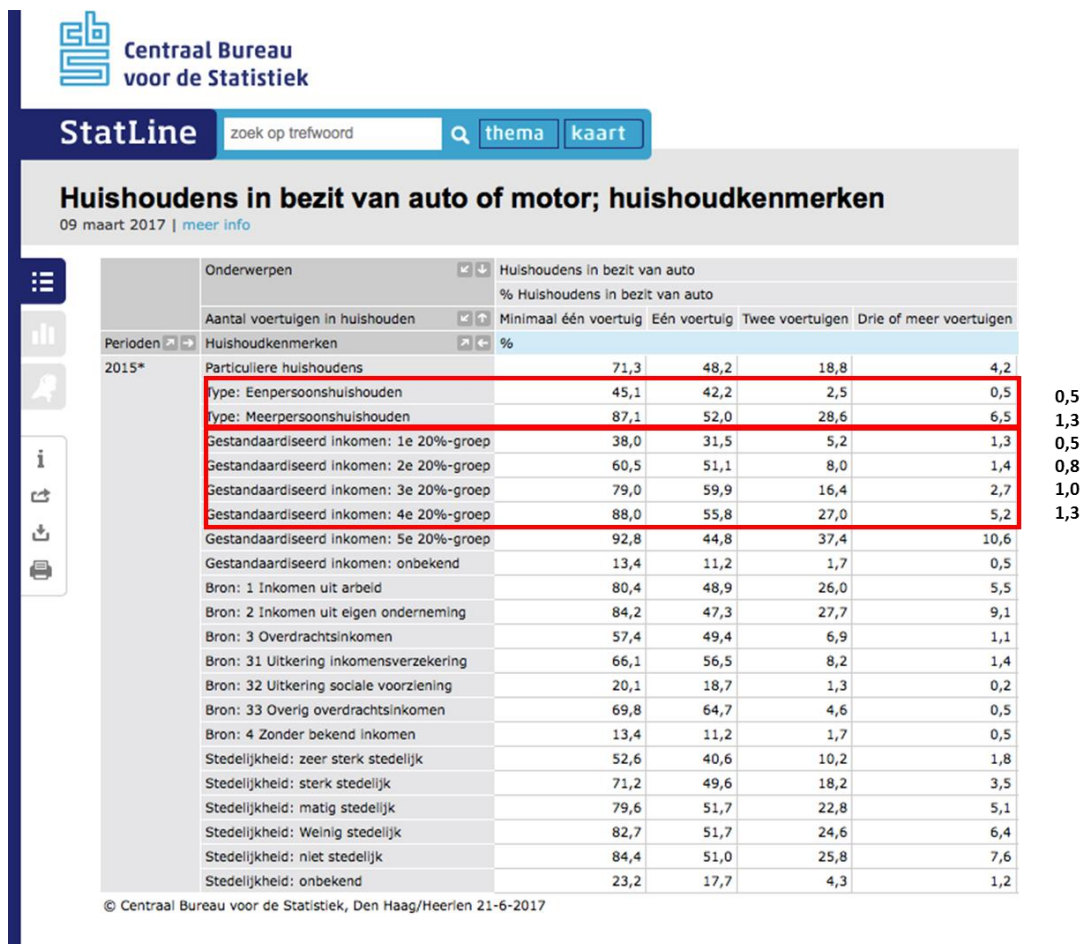 Centraal Bureau
voor de Statistiek
StatLine zoek op trefwoord thema kaart
Huishoudens in bezit van auto of motor; huishoudkenmerken
09 maart 2017 | meer info
Onderwerpen Huishoudens in bezit van auto
% Huishoudens in bezit van auto
Aantal voertuigen in huishouden Minimaal één voertuig Eén voertuig Twee voertuigen Drie of meer voertuigen
Perioden Huishoudkenmerken %
2015* Particuliere huishoudens 71,3 48,2 18,8 4,2
Type: Eenpersoonshuishouden 45,1 42,2 2,5 0,5 0,5
Type: Meerpersoonshuishouden 87,1 52,0 28,6 6,5 1,3
Gestandaardiseerd inkomen: 1e 20%-groep 38,0 31,5 5,2 1,3 0,5
Gestandaardiseerd inkomen: 2e 20%-groep 60,5 51,1 8,0 1,4 0,8
Gestandaardiseerd inkomen: 3e 20%-groep 79,0 59,9 16,4 2,7 1,0
Gestandaardiseerd inkomen: 4e 20%-groep 88,0 55,8 27,0 5,2 1,3
Gestandaardiseerd inkomen: 5e 20%-groep 92,8 44,8 37,4 10,6
Gestandaardiseerd inkomen: onbekend 13,4 11,2 1,7 0,5
Bron: 1 Inkomen uit arbeid 80,4 48,9 26,0 5,5
Bron: 2 Inkomen uit eigen onderneming 84,2 47,3 27,7 9,1
Bron: 3 Overdrachtsinkomen 57,4 49,4 6,9 1,1
Bron: 31 Uitkering inkomensverzekering 66,1 56,5 8,2 1,4
Bron: 32 Uitkering sociale voorziening 20,1 18,7 1,3 0,2
Bron: 33 Overig overdrachtsinkomen 69,8 64,7 4,6 0,5
Bron: 4 Zonder bekend inkomen 13,4 11,2 1,7 0,5
Stedelijkheid: zeer sterk stedelijk 52,6 40,6 10,2 1,8
Stedelijkheid: sterk stedelijk 71,2 49,6 18,2 3,5
Stedelijkheid: matig stedelijk 79,6 51,7 22,8 5,1
Stedelijkheid: Weinig stedelijk 82,7 51,7 24,6 6,4
Stedelijkheid: niet stedelijk 84,4 51,0 25,8 7,6
Stedelijkheid: onbekend 23,2 17,7 4,3 1,2
© Centraal Bureau voor de Statistiek, Den Haag/Heerlen 21-6-2017